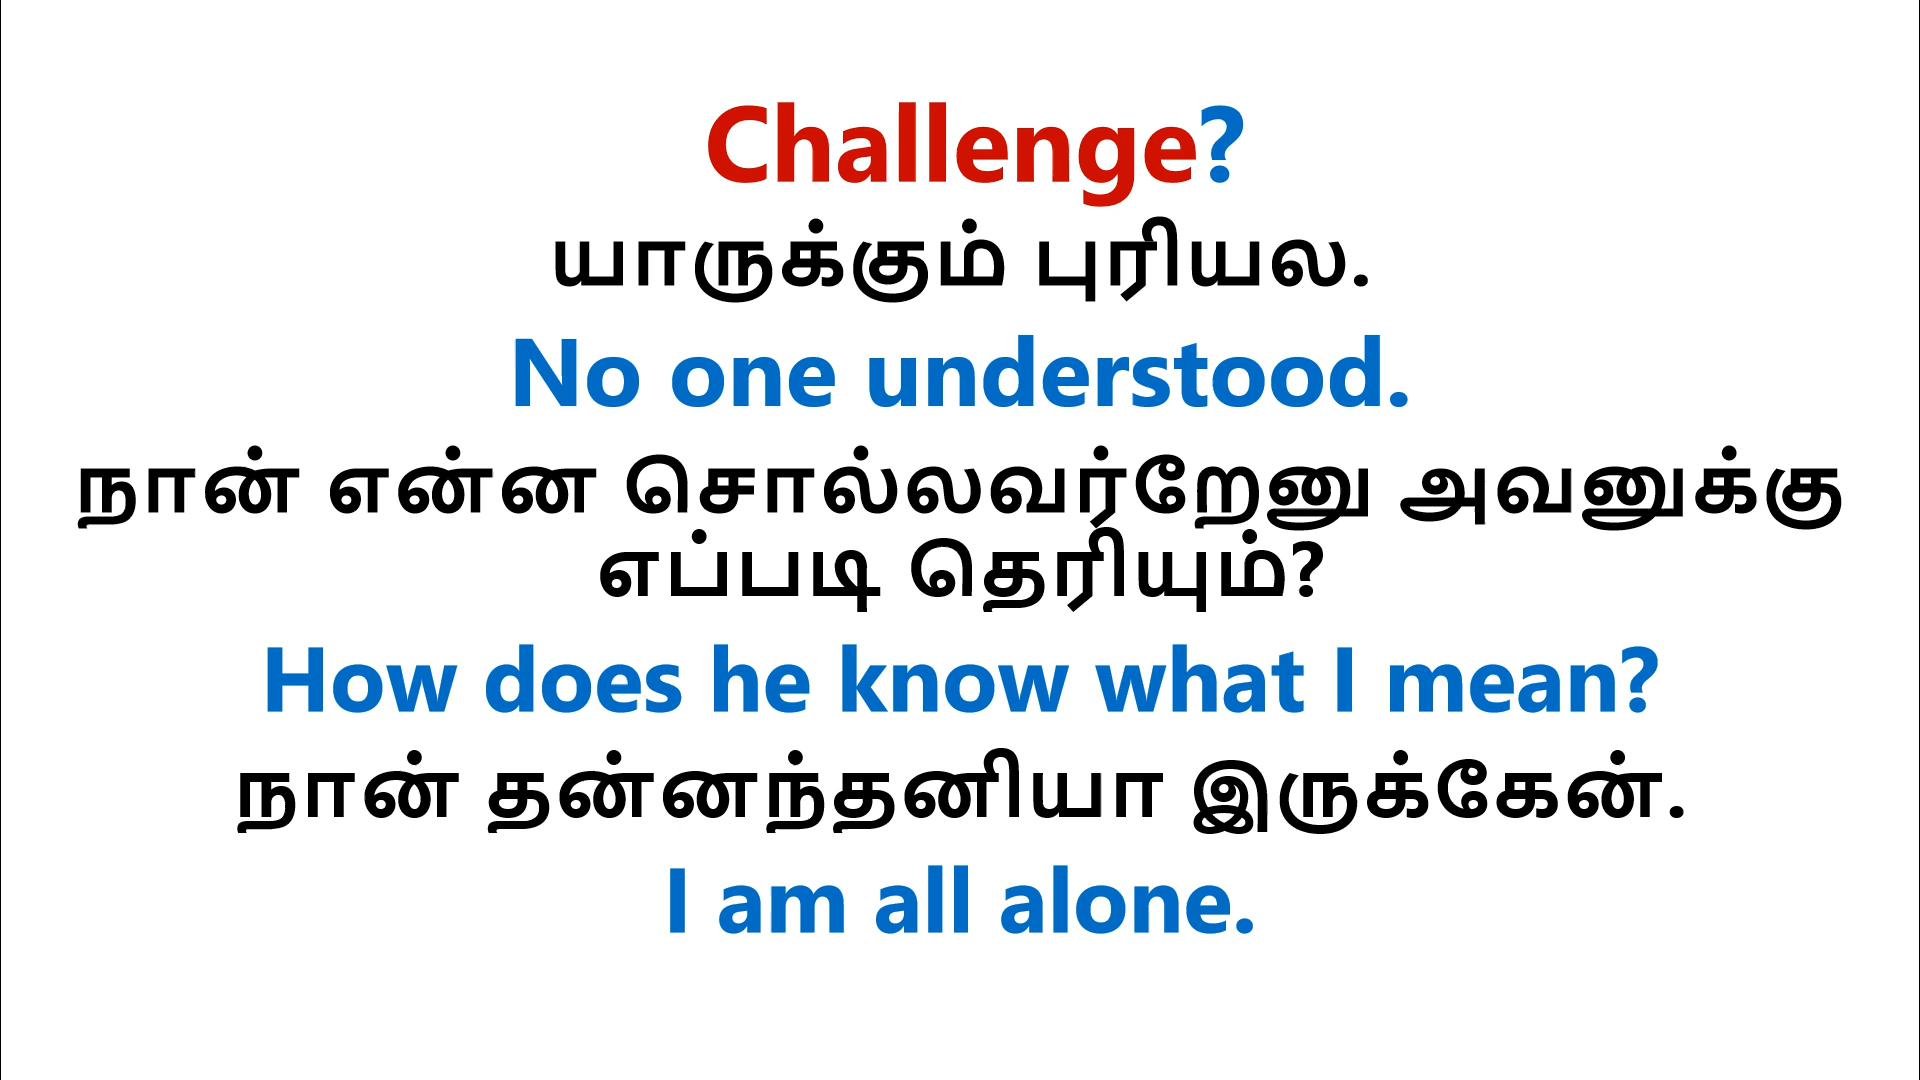 Challenge?
யாருக்கும் புரியல.
No one understood.
நான் என்ன சொல்லவர்றேனு அவனுக்கு
எப்படி தெரியும்?
How does he know what I mean?
நான் தன்னந்தனியா இருக்கேன்.
I am all alone.